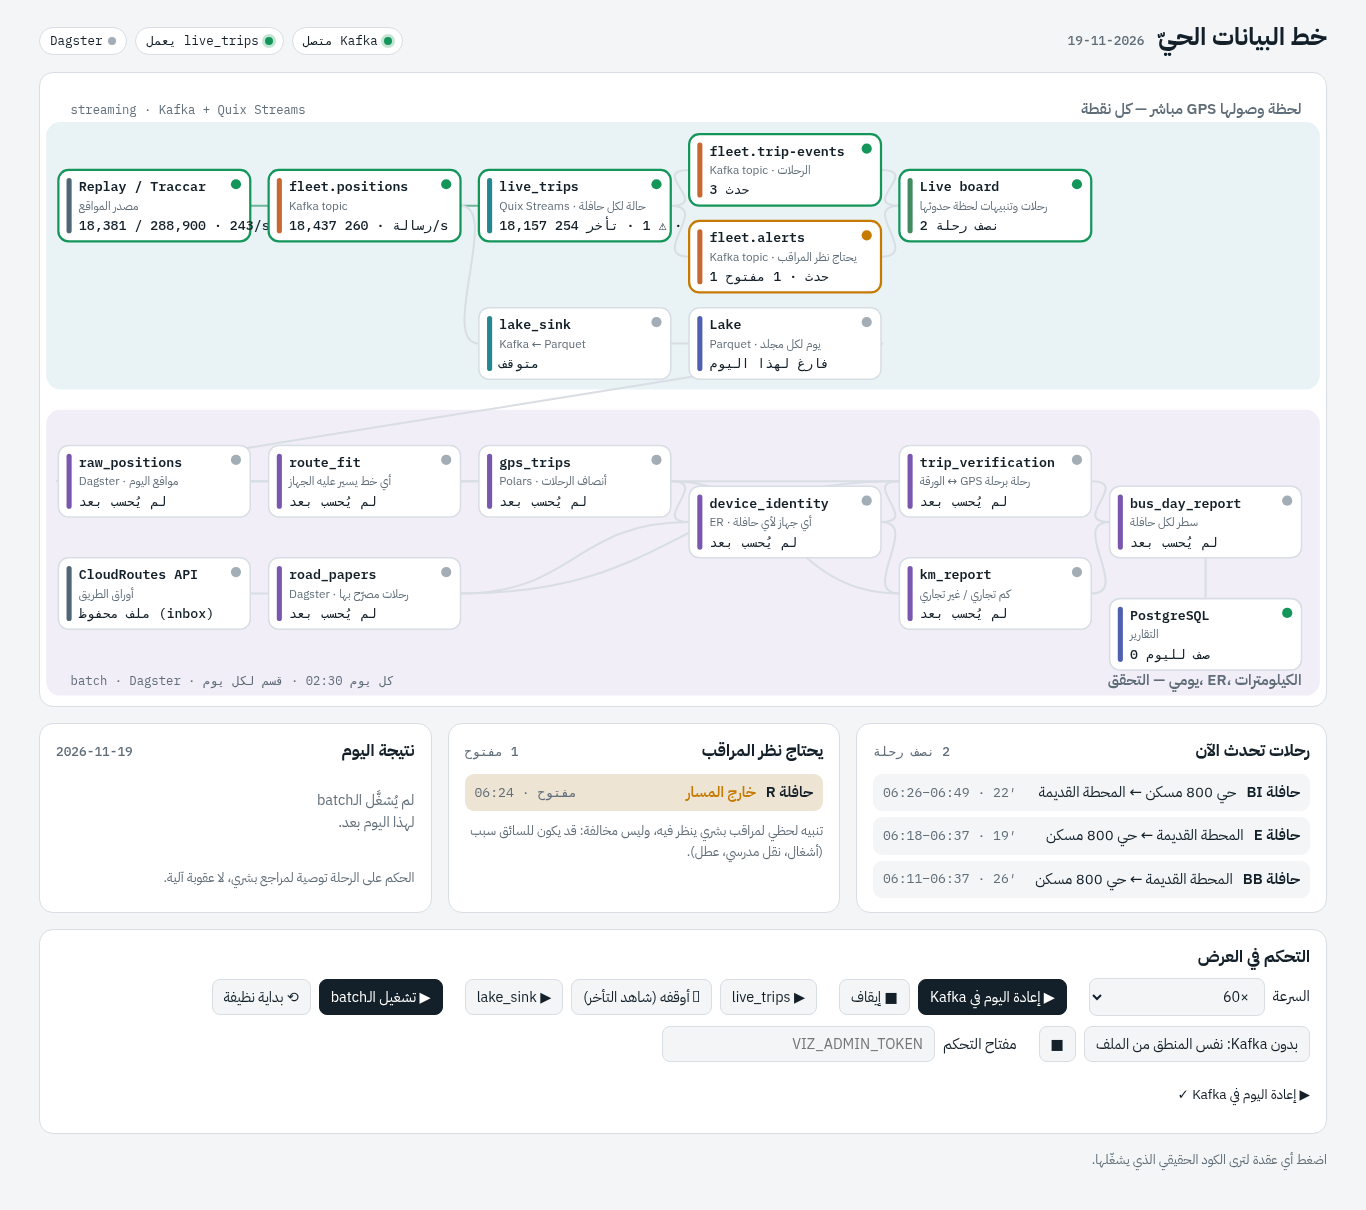 خط البيانات الحيّ
19-11-2026
Kafka متصل
live_trips يعمل
Dagster
لحظة وصولها GPS مباشر — كل نقطة
streaming · Kafka + Quix Streams
Replay / Traccar
مصدر المواقع
18,381 / 288,900 · 243/s
fleet.positions
Kafka topic
18,437 رسالة · 260/s
live_trips
Quix Streams · حالة لكل حافلة
18,157 254 تأخر · 1 ⚠ ·
fleet.trip-events
Kafka topic · الرحلات
3 حدث
fleet.alerts
Kafka topic · يحتاج نظر المراقب
1 حدث · 1 مفتوح
Live board
رحلات وتنبيهات لحظة حدوثها
2 نصف رحلة
lake_sink
Kafka ← Parquet
متوقف
Lake
Parquet · يوم لكل مجلد
فارغ لهذا اليوم
raw_positions
Dagster · مواقع اليوم
لم يُحسب بعد
route_fit
أي خط يسير عليه الجهاز
لم يُحسب بعد
gps_trips
Polars · أنصاف الرحلات
لم يُحسب بعد
device_identity
ER · أي جهاز لأي حافلة
لم يُحسب بعد
trip_verification
رحلة برحلة GPS ↔ الورقة
لم يُحسب بعد
bus_day_report
سطر لكل حافلة
لم يُحسب بعد
CloudRoutes API
أوراق الطريق
ملف محفوظ (inbox)
road_papers
Dagster · رحلات مصرّح بها
لم يُحسب بعد
km_report
كم تجاري / غير تجاري
لم يُحسب بعد
PostgreSQL
التقارير
0 صف لليوم
الكيلومترات ،ER ،يومي — التحقق
batch · Dagster · كل يوم 02:30 · قسم لكل يوم
رحلات تحدث الآن
2 نصف رحلة
حافلة BI حي 800 مسكن ← المحطة القديمة 06:26–06:49 · 22′
حافلة E المحطة القديمة ← حي 800 مسكن 06:18–06:37 · 19′
حافلة BB المحطة القديمة ← حي 800 مسكن 06:11–06:37 · 26′
يحتاج نظر المراقب
1 مفتوح
حافلة R خارج المسار مفتوح · 06:24
تنبيه لحظي لمراقب بشري ينظر فيه، وليس مخالفة: قد يكون للسائق سبب
(أشغال، نقل مدرسي، عطل).
نتيجة اليوم
2026-11-19
لم يُشغَّل الـbatch
لهذا اليوم بعد.
الحكم على الرحلة توصية لمراجع بشري، لا عقوبة آلية.
التحكم في العرض
السرعة
60×
▶ إعادة اليوم في Kafka
■ إيقاف
▶ live_trips
أوقفه (شاهد التأخر)
▶ lake_sink
▶ تشغيل الـbatch
⟲ بداية نظيفة
بدون Kafka: نفس المنطق من الملف
■
مفتاح التحكم
VIZ_ADMIN_TOKEN
▶ إعادة اليوم في Kafka ✓
اضغط أي عقدة لترى الكود الحقيقي الذي يشغّلها.